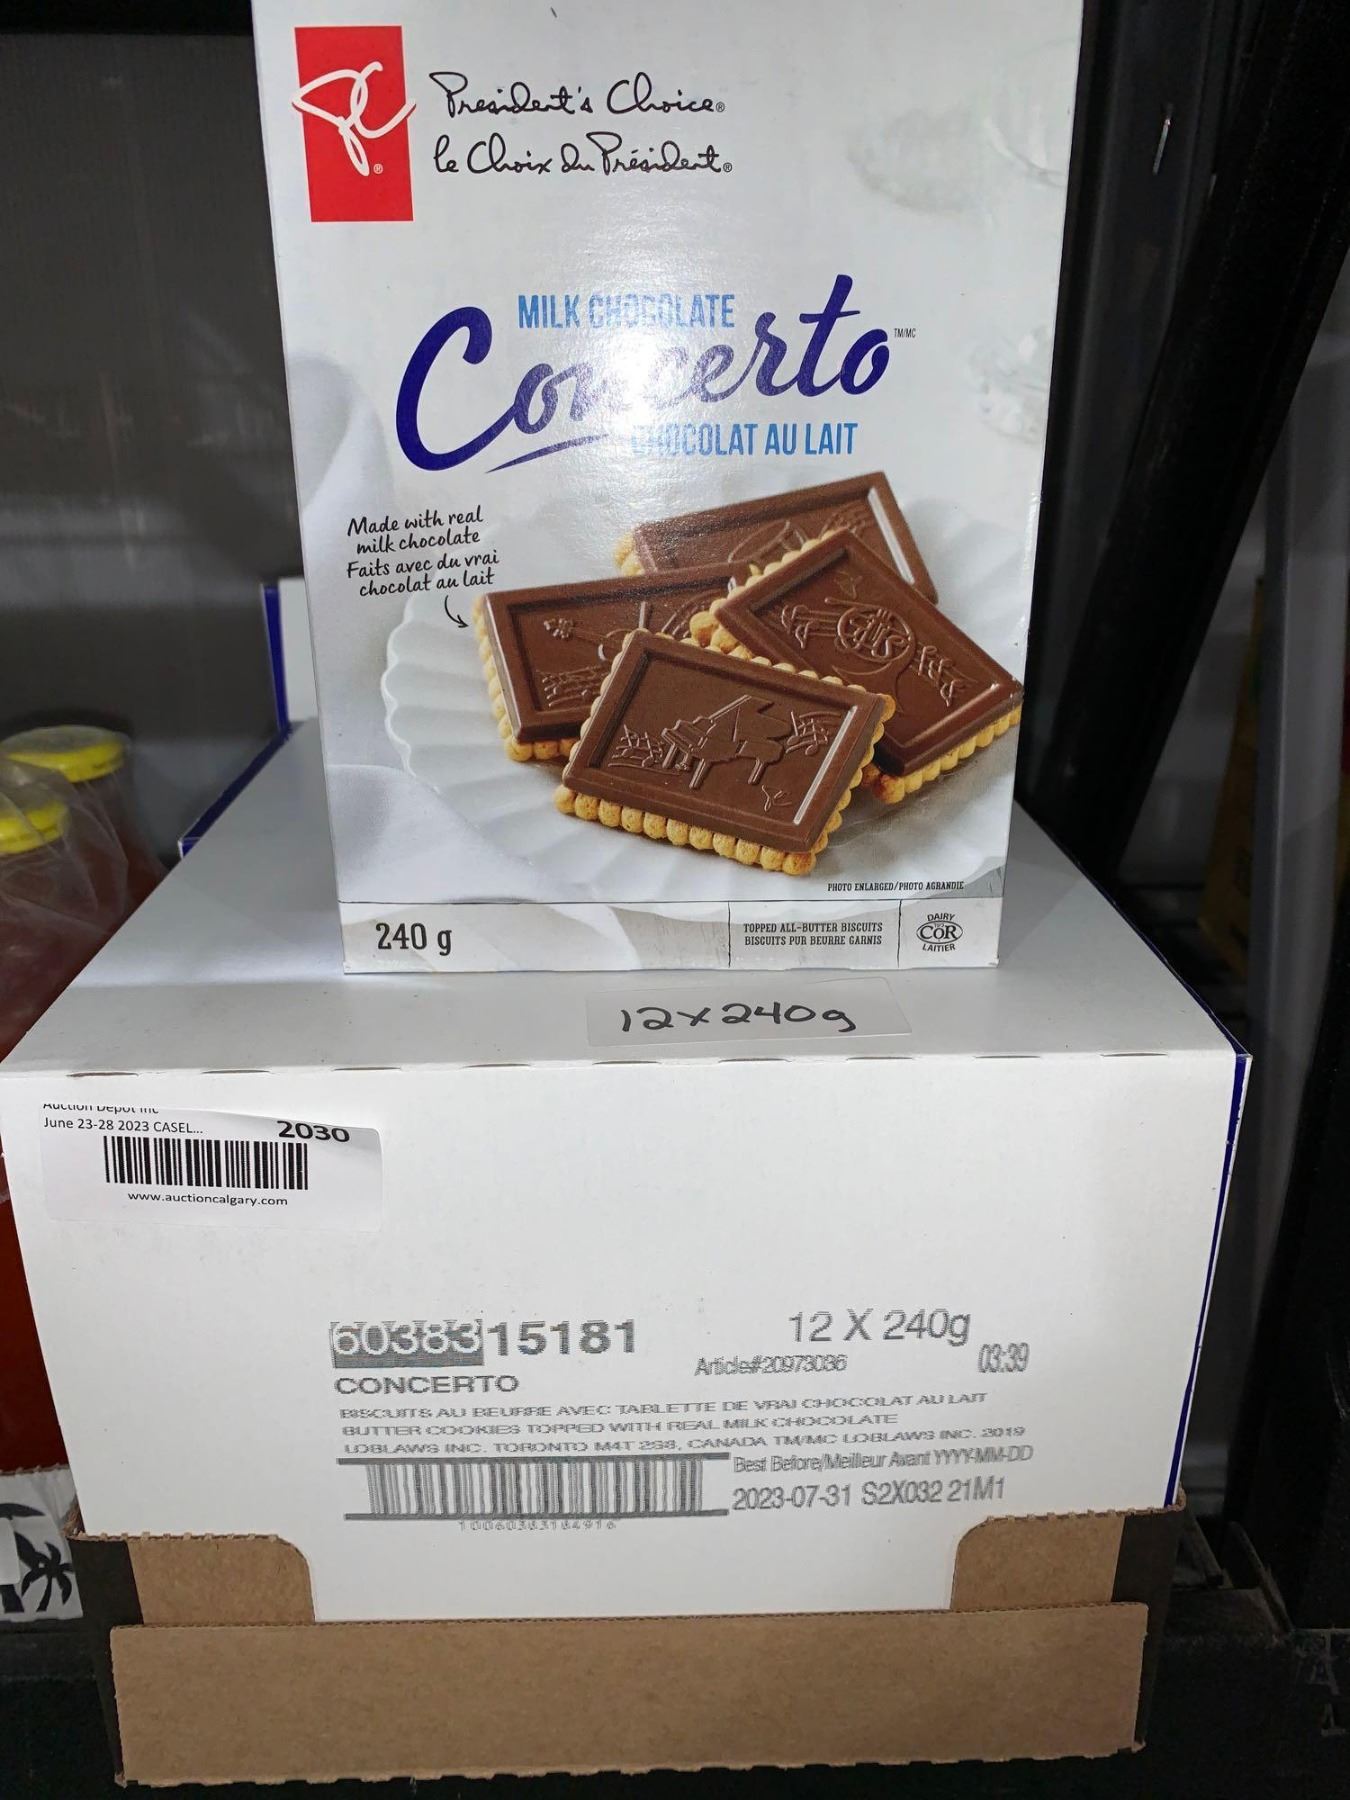 President's Choice®
le Choix du Président®
MILK CHOCOLATE
Concerto TM/MC
CHOCOLAT AU LAIT
Made with real
milk chocolate
Faits avec du vrai
chocolat au lait
PHOTO ENLARGED/PHOTO AGRANDIE
240 g
TOPPED ALL-BUTTER BISCUITS
BISCUITS PUR BEURRE GARNIS
DAIRY
COR
LAITIER
12x240g
Auction Depot Inc
June 23-28 2023 CASEL...
2030
www.auctioncalgary.com
6038315181
12 X 240g
Article#20973036
03:39
CONCERTO
BISCUITS AU BEURRE AVEC TABLETTE DE VRAI CHOCOLAT AU LAIT
BUTTER COOKIES TOPPED WITH REAL MILK CHOCOLATE
LOBLAWS INC. TORONTO M4T 2S8, CANADA TM/MC LOBLAWS INC. 2019
Best Before/Meilleur Avant YYYY-MM-DD
2023-07-31 S2X032 21M1